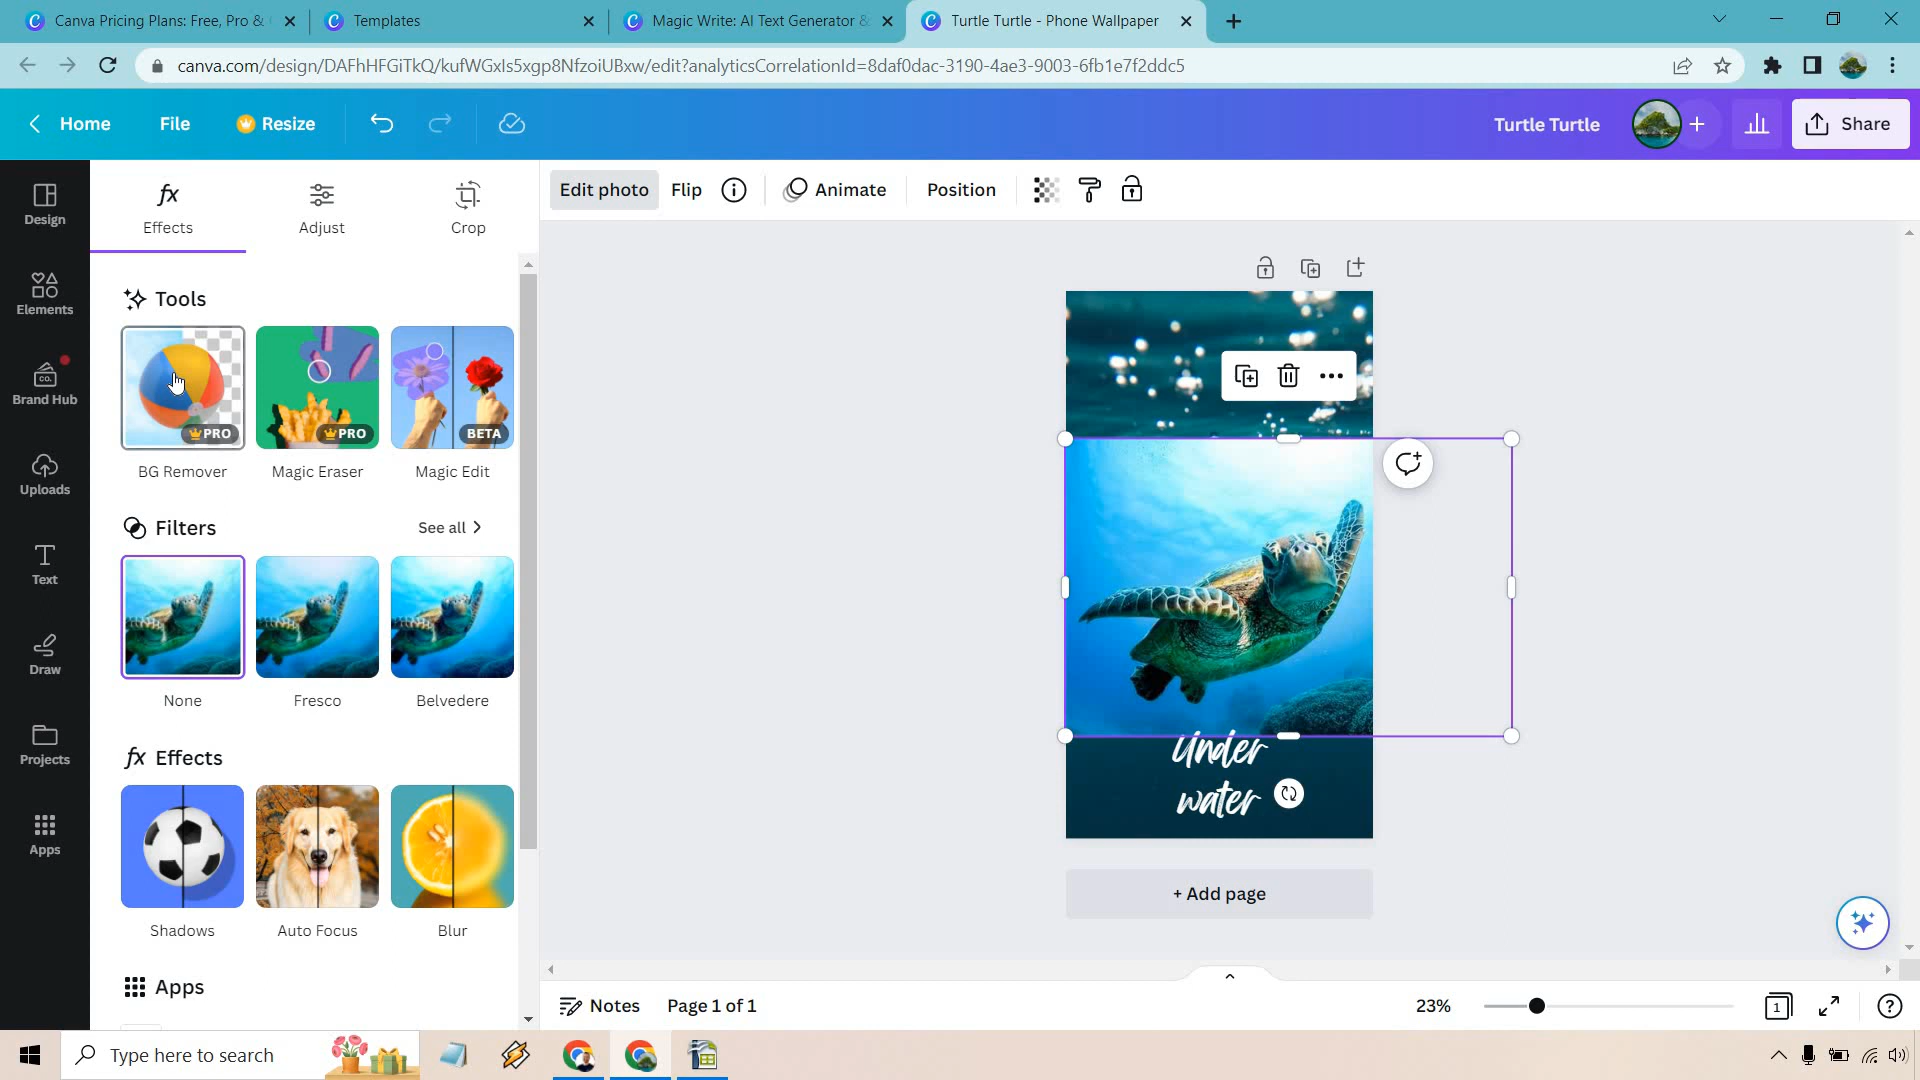 Canva Pricing Plans: Free, Pro &
Templates
Magic Write: AI Text Generator &
Turtle Turtle - Phone Wallpaper
canva.com/design/DAFhHFGiTkQ/kufWGxIs5xgp8NfzoiUBxw/edit?analyticsCorrelationId=8daf0dac-3190-4ae3-9003-6fb1e7f2ddc5
Home
File
Resize
Turtle Turtle
Share
Design
Elements
CO.
Brand Hub
Uploads
Text
Draw
Projects
Apps
Effects
Adjust
Crop
Edit photo
Flip
Animate
Position
Tools
PRO
PRO
BETA
BG Remover
Magic Eraser
Magic Edit
Filters
See all
None
Fresco
Belvedere
fx Effects
Shadows
Auto Focus
Blur
Apps
Under
water
+ Add page
Notes
Page 1 of 1
23%
1
Type here to search